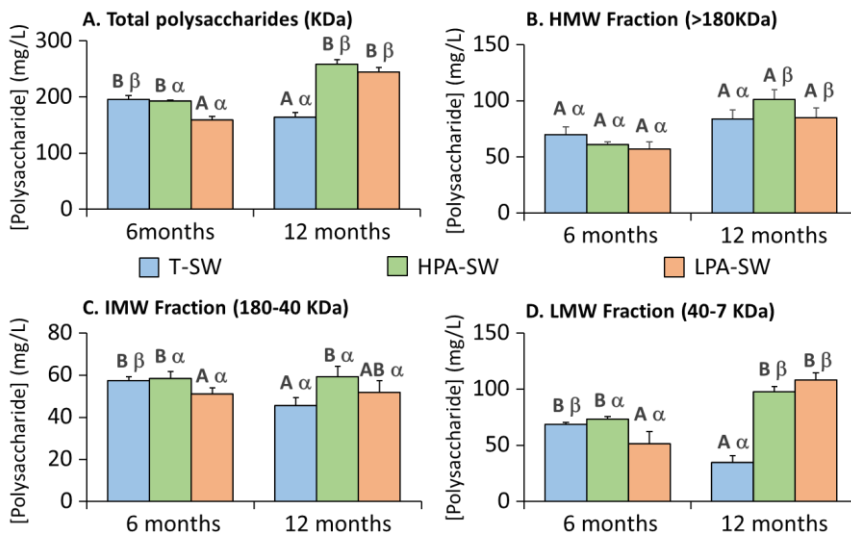 A. Total polysaccharides (KDa)
[Polysaccharide] (mg/L)
300
200
100
0
B β
B α
A α
A α
B β
B β
6months
12 months
B. HMW Fraction (>180KDa)
[Polysaccharide] (mg/L)
150
100
50
0
A α
A α
A α
A α
A β
A β
6 months
12 months
T-SW
HPA-SW
LPA-SW
C. IMW Fraction (180-40 KDa)
[Polysaccharide] (mg/L)
80
60
40
20
0
B β
B α
A α
A α
B α
AB α
6 months
12 months
D. LMW Fraction (40-7 KDa)
[Polysaccharide] (mg/L)
150
100
50
0
B β
B α
A α
A α
B β
B β
6 months
12 months